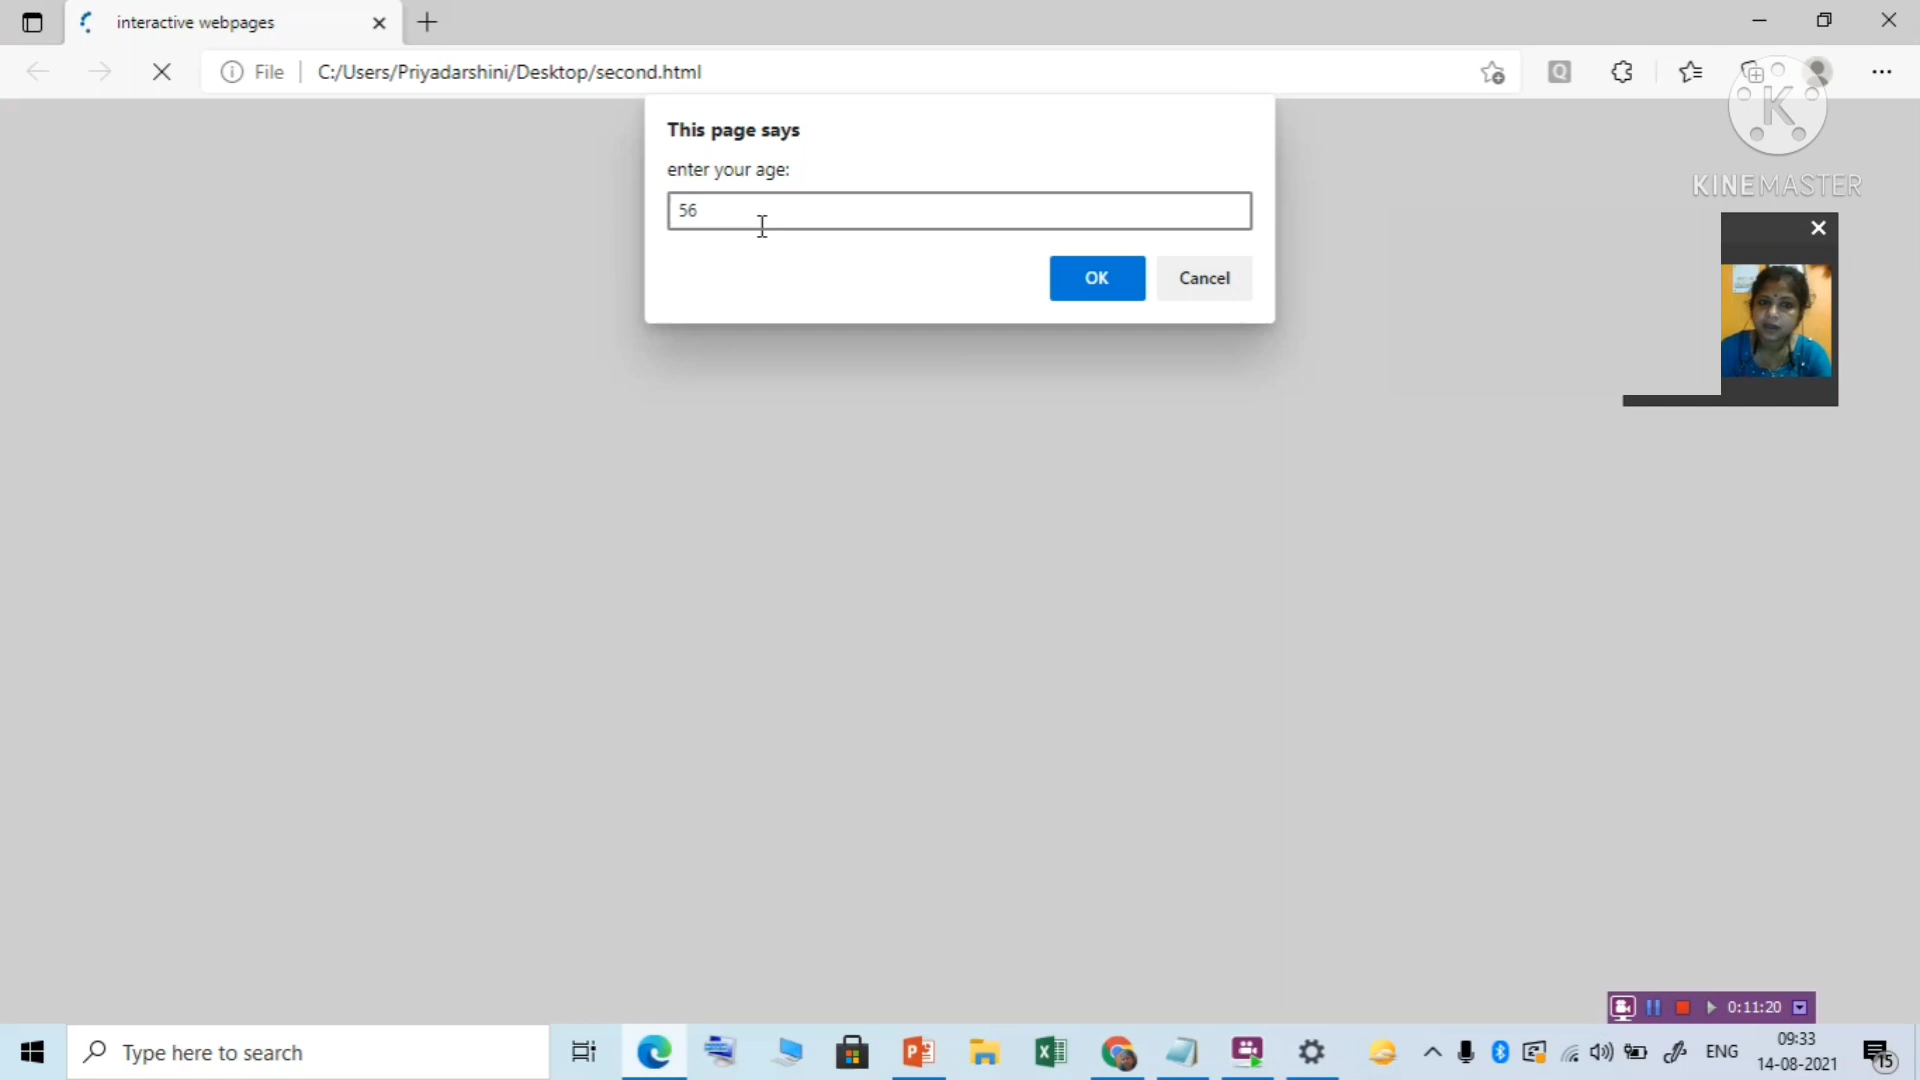 interactive webpages
File
C:/Users/Priyadarshini/Desktop/second.html
K
KINEMASTER
This page says
enter your age:
56
OK
Cancel
0:11:20
Type here to search
ENG
09:33
14-08-2021
15